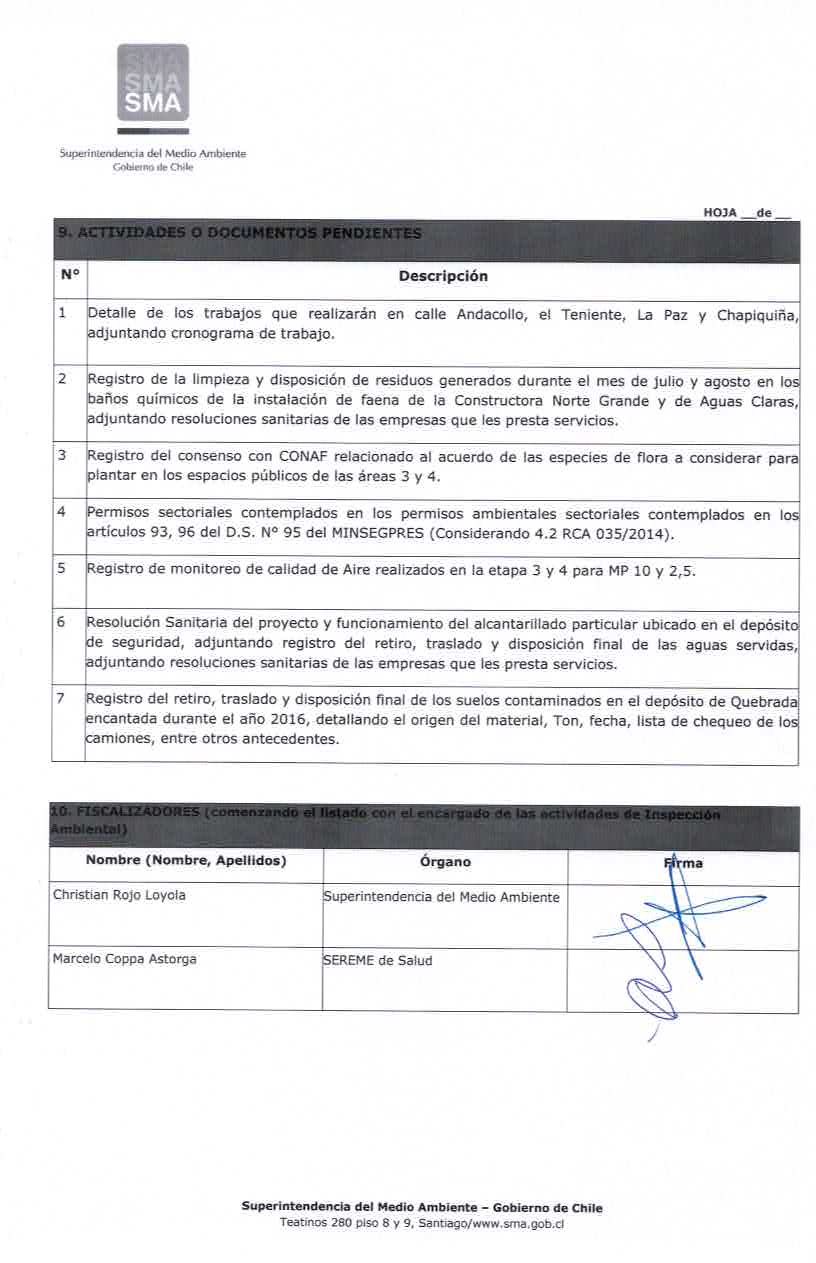 SMA
SMA
SMA
Superintendencia del Medio Ambiente
Gobierno de Chile
HOJA __de __
9. ACTIVIDADES O DOCUMENTOS PENDIENTES
Nº Descripción
1 Detalle de los trabajos que realizarán en calle Andacollo, el Teniente, La Paz y Chapiquiña,
adjuntando cronograma de trabajo.
2 Registro de la limpieza y disposición de residuos generados durante el mes de julio y agosto en los
baños químicos de la instalación de faena de la Constructora Norte Grande y de Aguas Claras,
adjuntando resoluciones sanitarias de las empresas que les presta servicios.
3 Registro del consenso con CONAF relacionado al acuerdo de las especies de flora a considerar para
plantar en los espacios públicos de las áreas 3 y 4.
4 Permisos sectoriales contemplados en los permisos ambientales sectoriales contemplados en los
artículos 93, 96 del D.S. Nº 95 del MINSEGPRES (Considerando 4.2 RCA 035/2014).
5 Registro de monitoreo de calidad de Aire realizados en la etapa 3 y 4 para MP 10 y 2,5.
6 Resolución Sanitaria del proyecto y funcionamiento del alcantarillado particular ubicado en el depósito
de seguridad, adjuntando registro del retiro, traslado y disposición final de las aguas servidas,
adjuntando resoluciones sanitarias de las empresas que les presta servicios.
7 Registro del retiro, traslado y disposición final de los suelos contaminados en el depósito de Quebrada
encantada durante el año 2016, detallando el origen del material, Ton, fecha, lista de chequeo de los
camiones, entre otros antecedentes.
10. FISCALIZADORES (comenzando el listado con el encargado de las actividades de Inspección
Ambiental)
Nombre (Nombre, Apellidos) Órgano Firma
Christian Rojo Loyola Superintendencia del Medio Ambiente
Marcelo Coppa Astorga SEREME de Salud
Superintendencia del Medio Ambiente – Gobierno de Chile
Teatinos 280 piso 8 y 9, Santiago/www.sma.gob.cl